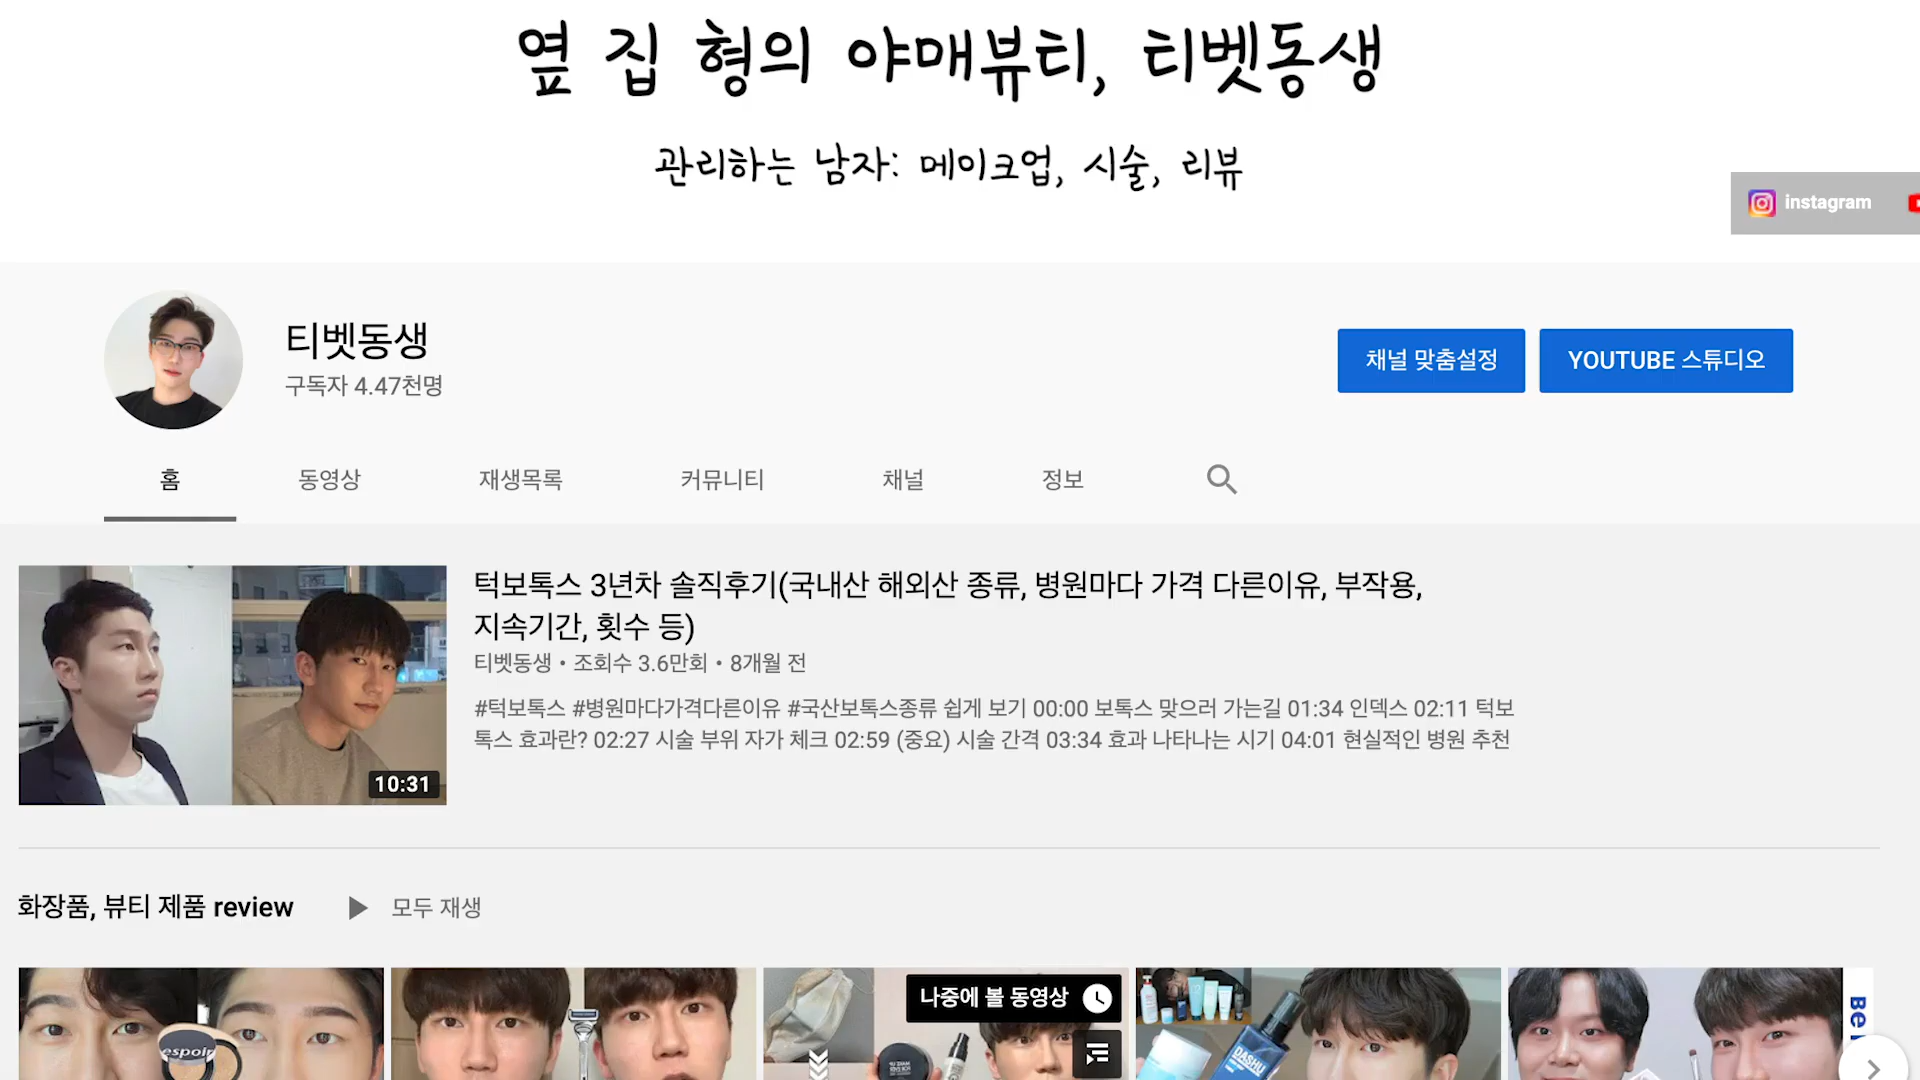 옆 집 형의 야매뷰티, 티벳동생
관리하는 남자: 메이크업, 시술, 리뷰
instagram
티벳동생
구독자 4.47천명
채널 맞춤설정
YOUTUBE 스튜디오
홈
동영상
재생목록
커뮤니티
채널
정보
턱보톡스 3년차 솔직후기(국내산 해외산 종류, 병원마다 가격 다른이유, 부작용,
지속기간, 횟수 등)
티벳동생 • 조회수 3.6만회 • 8개월 전
#턱보톡스 #병원마다가격다른이유 #국산보톡스종류 쉽게 보기 00:00 보톡스 맞으러 가는길 01:34 인덱스 02:11 턱보
톡스 효과란? 02:27 시술 부위 자가 체크 02:59 (중요) 시술 간격 03:34 효과 나타나는 시기 04:01 현실적인 병원 추천
10:31
화장품, 뷰티 제품 review
모두 재생
espoir
나중에 볼 동영상
DASHU